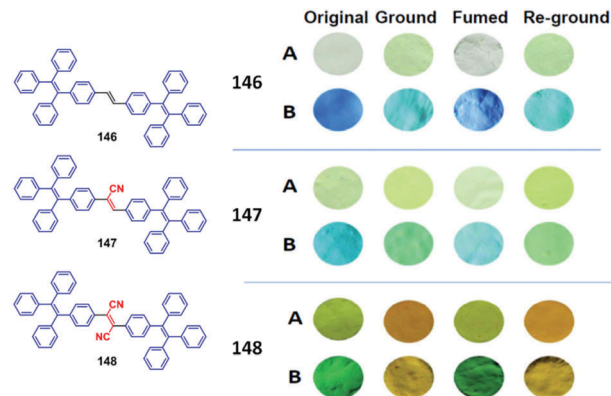 Original Ground Fumed Re-ground
146
146
A
B
CN
147
147
A
B
CN
NC
148
148
A
B